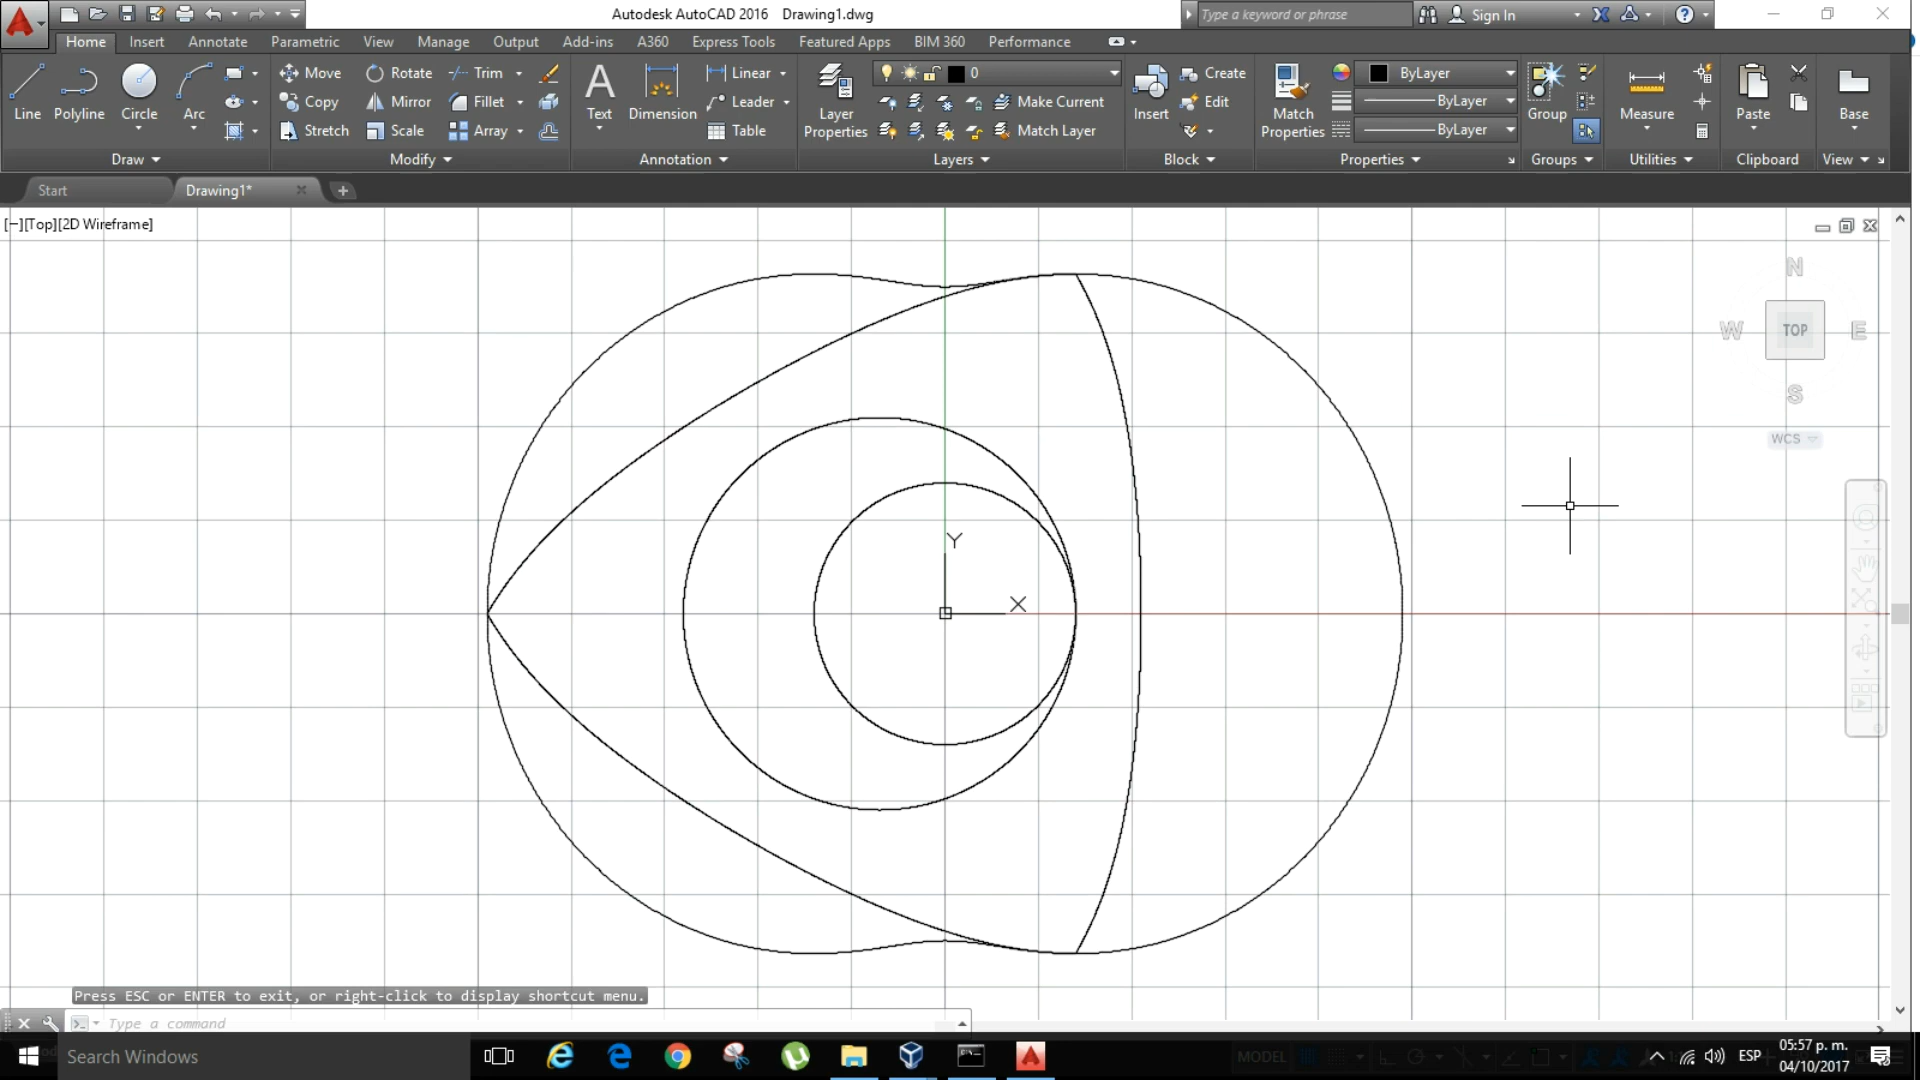 Autodesk AutoCAD 2016 Drawing1.dwg
Type a keyword or phrase
Sign In
Home Insert Annotate Parametric View Manage Output Add-ins A360 Express Tools Featured Apps BIM 360 Performance
Line Polyline Circle Arc
Move Rotate Trim
Copy Mirror Fillet
Stretch Scale Array
Text Dimension
Linear
Leader
Table
Layer Properties
0
Make Current
Match Layer
Insert
Create
Edit
Match Properties
ByLayer
ByLayer
ByLayer
Group
Measure
Paste
Base
Draw Modify Annotation Layers Block Properties Groups Utilities Clipboard View
Start Drawing1*
[−][Top][2D Wireframe]
N
W TOP E
S
WCS
Y
X
Press ESC or ENTER to exit, or right-click to display shortcut menu.
Type a command
Search Windows
MODEL
ESP
05:57 p. m.
04/10/2017